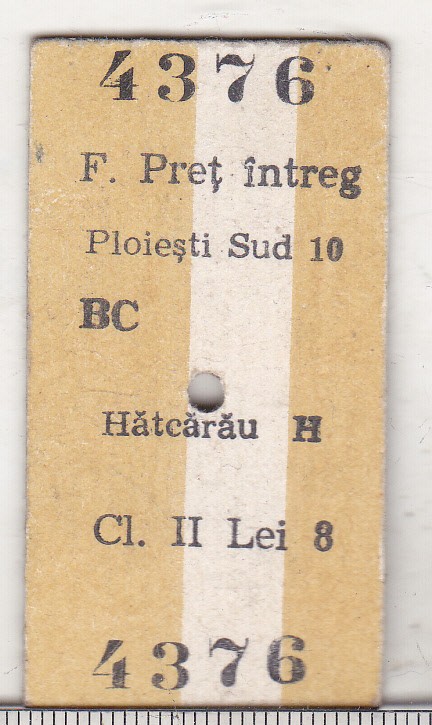 4376
F. Preţ întreg
Ploieşti Sud 10
BC
Hătcărău H
Cl. II Lei 8
4376